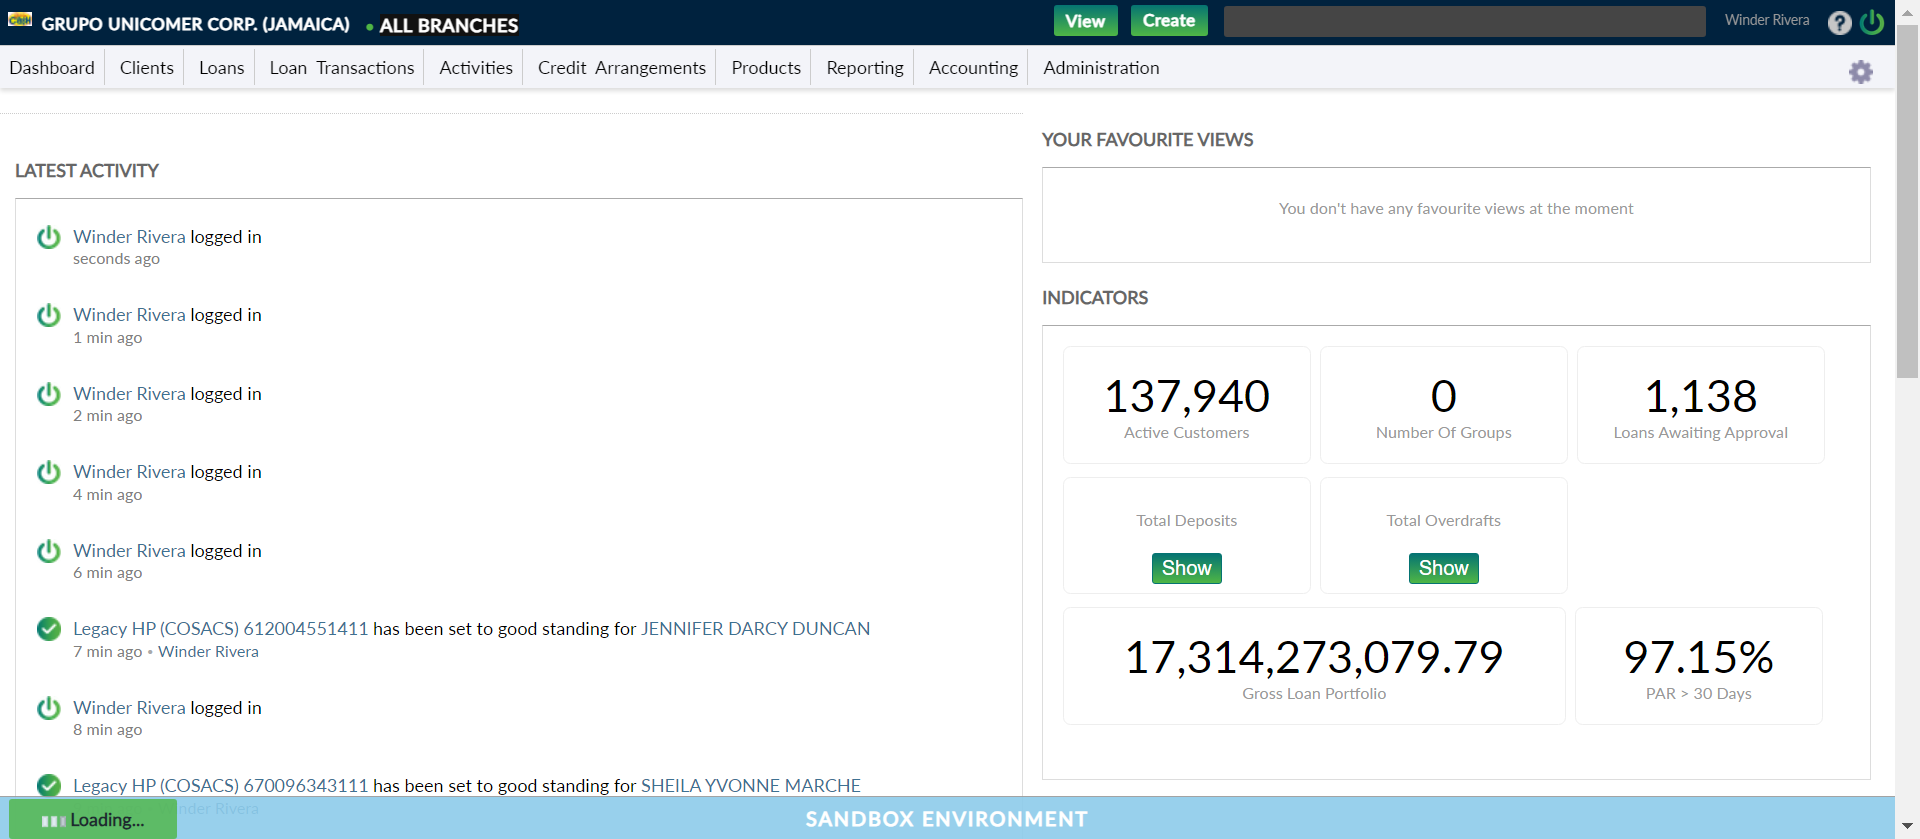 GRUPO UNICOMER CORP. (JAMAICA) • ALL BRANCHES View Create Winder Rivera ?
Dashboard Clients Loans Loan Transactions Activities Credit Arrangements Products Reporting Accounting Administration
LATEST ACTIVITY
Winder Rivera logged in
seconds ago
Winder Rivera logged in
1 min ago
Winder Rivera logged in
2 min ago
Winder Rivera logged in
4 min ago
Winder Rivera logged in
6 min ago
Legacy HP (COSACS) 612004551411 has been set to good standing for JENNIFER DARCY DUNCAN
7 min ago • Winder Rivera
Winder Rivera logged in
8 min ago
Legacy HP (COSACS) 670096343111 has been set to good standing for SHEILA YVONNE MARCHE
YOUR FAVOURITE VIEWS
You don't have any favourite views at the moment
INDICATORS
137,940
Active Customers
0
Number Of Groups
1,138
Loans Awaiting Approval
Total Deposits
Show
Total Overdrafts
Show
17,314,273,079.79
Gross Loan Portfolio
97.15%
PAR > 30 Days
Loading...
SANDBOX ENVIRONMENT